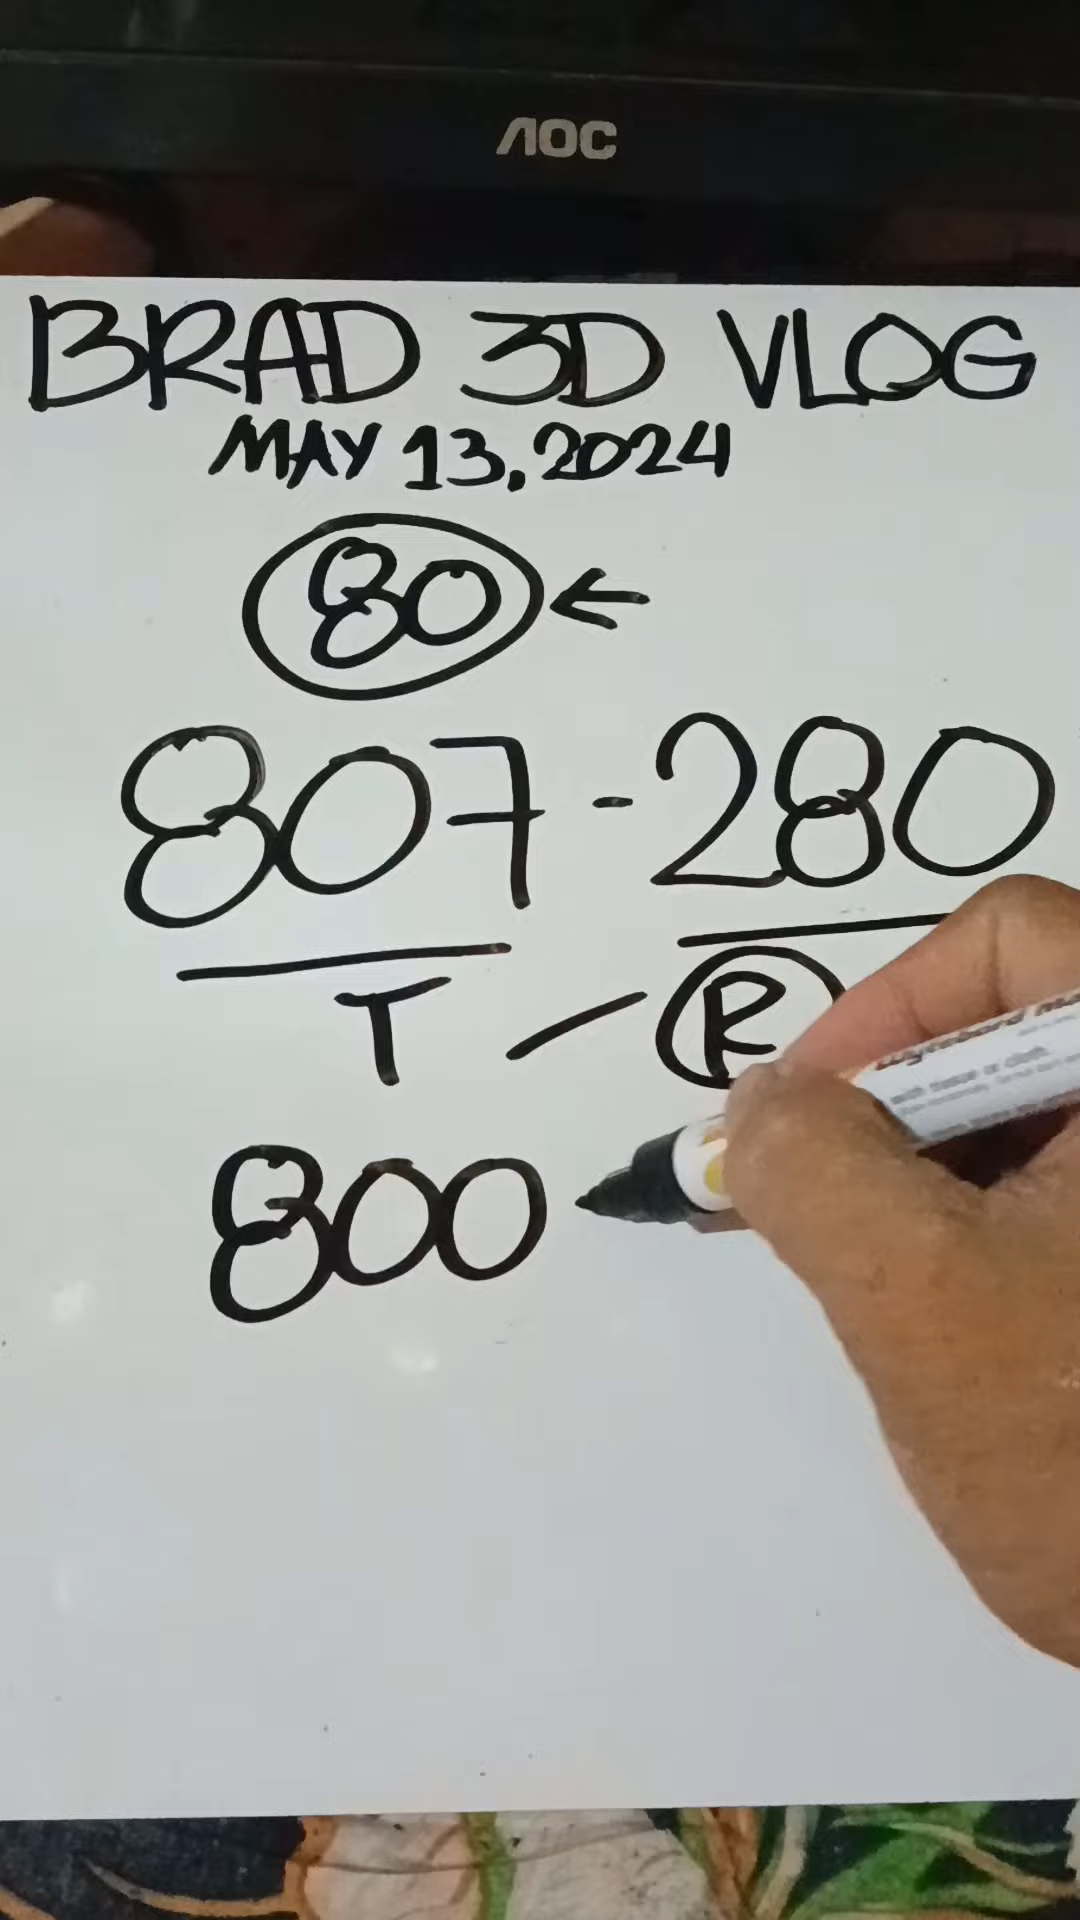 AOC
BRAD 3D VLOG
MAY 13, 2024
80 ←
807 - 280
T - R
800